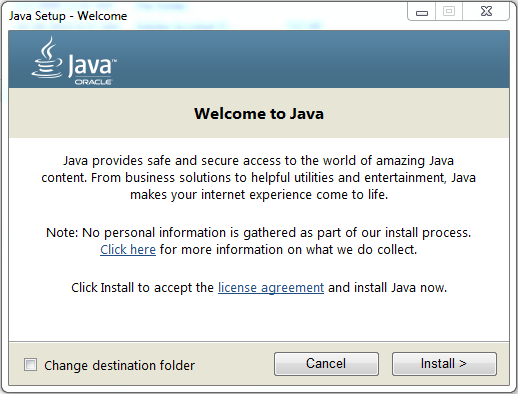 Java Setup - Welcome
Java™
ORACLE
Welcome to Java
Java provides safe and secure access to the world of amazing Java
content. From business solutions to helpful utilities and entertainment, Java
makes your internet experience come to life.
Note: No personal information is gathered as part of our install process.
Click here for more information on what we do collect.
Click Install to accept the license agreement and install Java now.
Change destination folder
Cancel
Install >